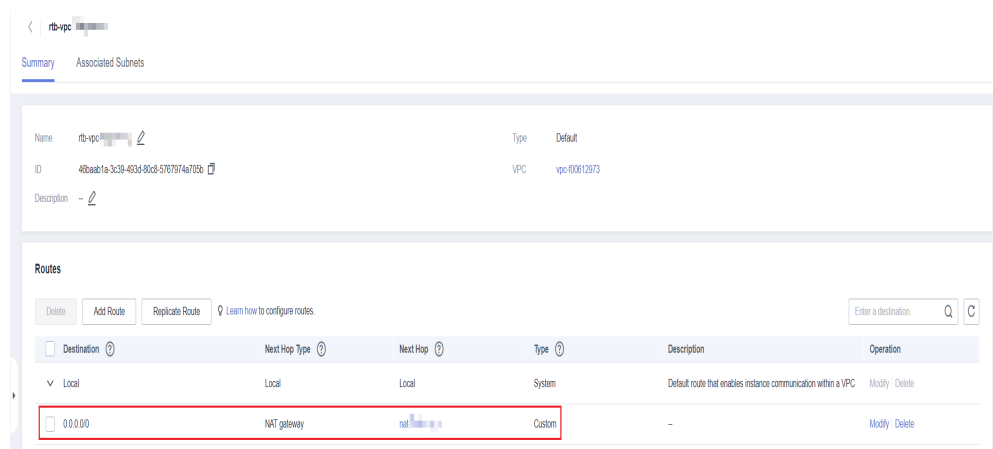 rtb-vpc
Summary Associated Subnets
Name rtb-vpc Type Default
ID 46baab1a-3c39-493d-80c8-5767974a705b VPC vpc-f00612973
Description --
Routes
Delete Add Route Replicate Route Learn how to configure routes. Enter a destination.
Destination Next Hop Type Next Hop Type Description Operation
Local Local Local System Default route that enables instance communication within a VPC Modify Delete
0.0.0.0/0 NAT gateway nat Custom -- Modify Delete